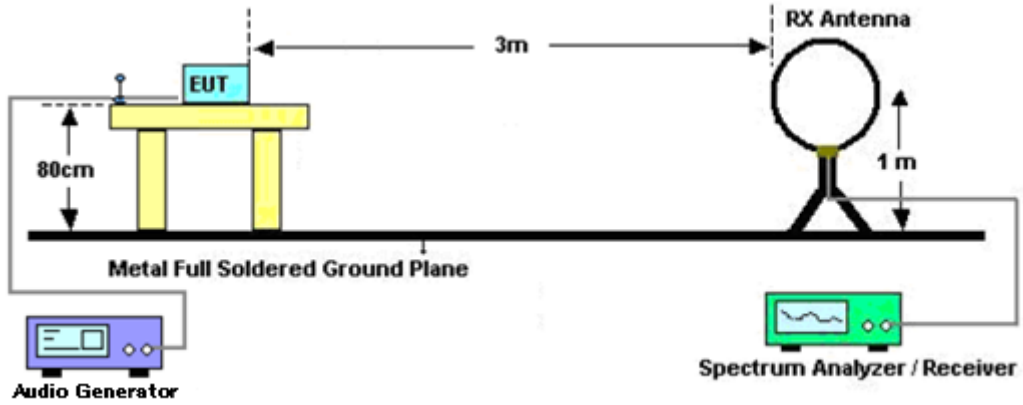 RX Antenna
3m
EUT
80cm
1 m
Metal Full Soldered Ground Plane
Spectrum Analyzer / Receiver
Audio Generator